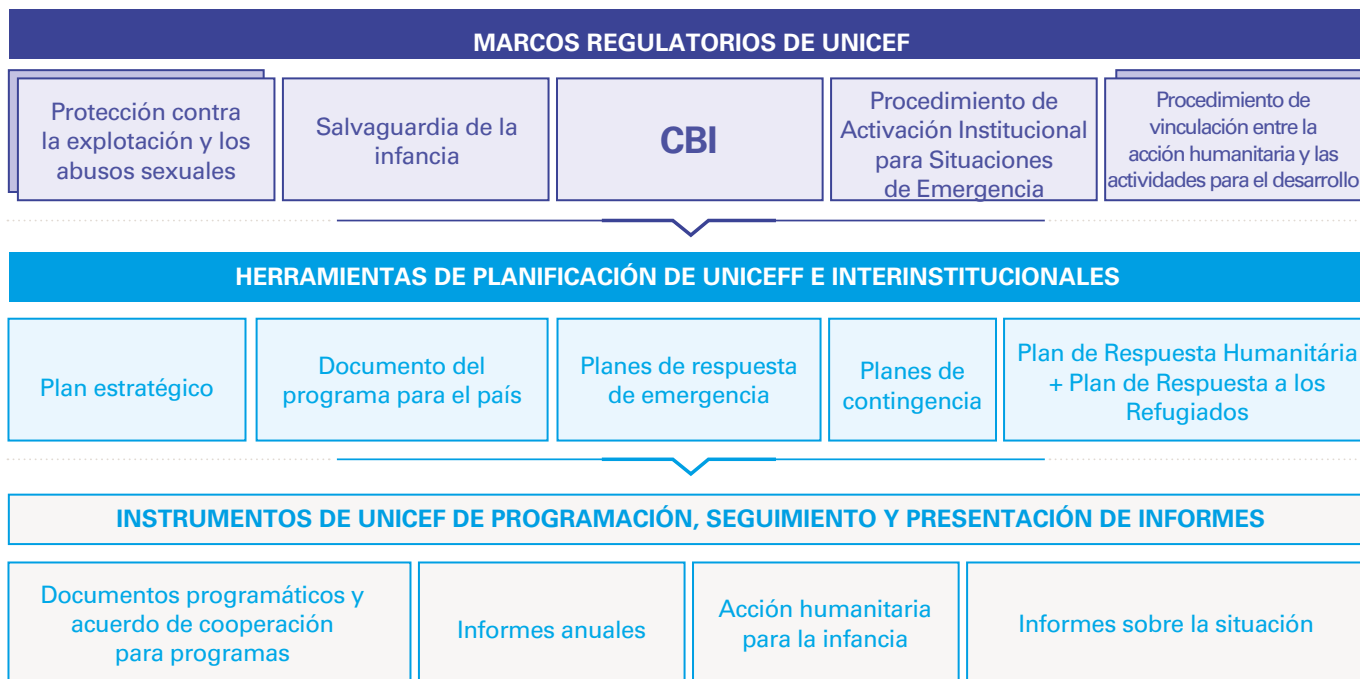 MARCOS REGULATORIOS DE UNICEF
Protección contra
la explotación y los
abusos sexuales
Salvaguardia de la
infancia
CBI
Procedimiento de
Activación Institucional
para Situaciones
de Emergencia
Procedimiento de
vinculación entre la
acción humanitaria y las
actividades para el desarrollo
HERRAMIENTAS DE PLANIFICACIÓN DE UNICEFF E INTERINSTITUCIONALES
Plan estratégico
Documento del
programa para el país
Planes de respuesta
de emergencia
Planes de
contingencia
Plan de Respuesta Humanitária
+ Plan de Respuesta a los
Refugiados
INSTRUMENTOS DE UNICEF DE PROGRAMACIÓN, SEGUIMIENTO Y PRESENTACIÓN DE INFORMES
Documentos programáticos y
acuerdo de cooperación
para programas
Informes anuales
Acción humanitaria
para la infancia
Informes sobre la situación